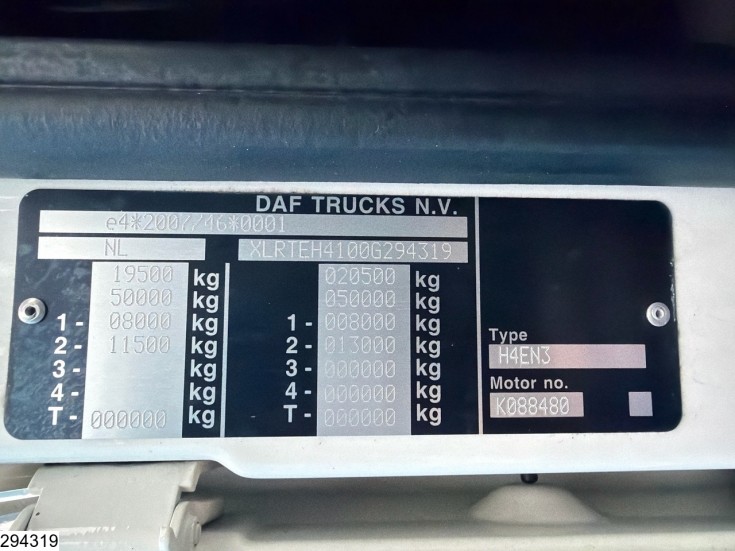 DAF TRUCKS N.V.
e4*2007/46*0001
NL XLRTEH4100G294319
19500 kg 020500 kg
50000 kg 050000 kg
1 - 08000 kg 1 - 008000 kg
2 - 11500 kg 2 - 013000 kg
3 - kg 3 - 000000 kg
4 - kg 4 - 000000 kg
T - 000000 kg T - 000000 kg
Type
H4EN3
Motor no.
K088480
294319